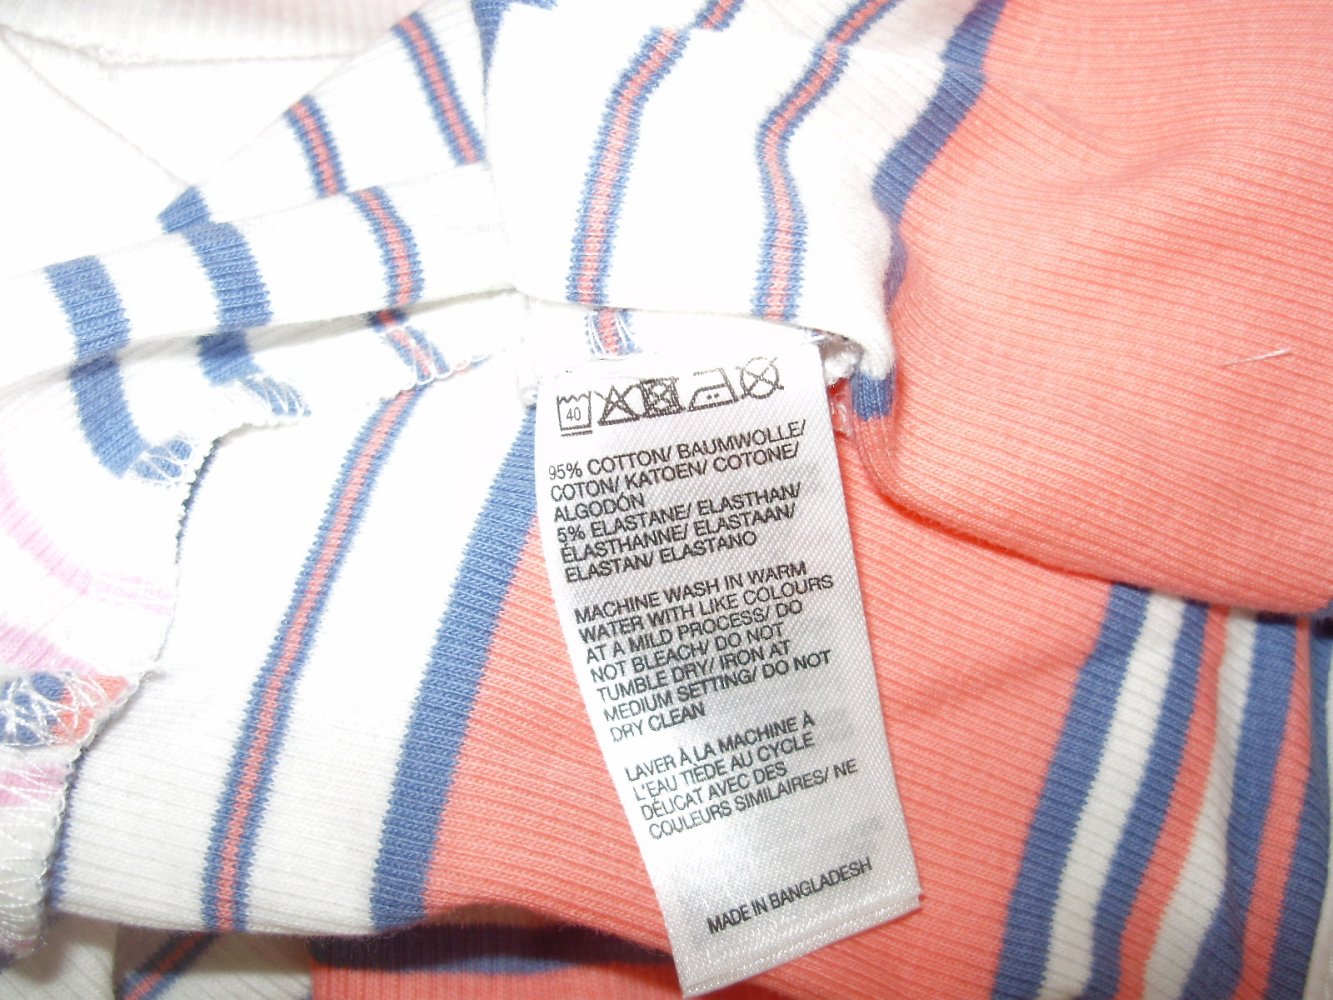 40
95% COTTON/ BAUMWOLLE/
COTON/ KATOEN/ COTONE/
ALGODÓN
5% ELASTANE/ ELASTHAN/
ÉLASTHANNE/ ELASTAAN/
ELASTAN/ ELASTANO
MACHINE WASH IN WARM
WATER WITH LIKE COLOURS
AT A MILD PROCESS/ DO
NOT BLEACH/ DO NOT
TUMBLE DRY/ IRON AT
MEDIUM SETTING/ DO NOT
DRY CLEAN
LAVER À LA MACHINE À
L'EAU TIÈDE AU CYCLE
DÉLICAT AVEC DES
COULEURS SIMILAIRES/ NE
MADE IN BANGLADESH